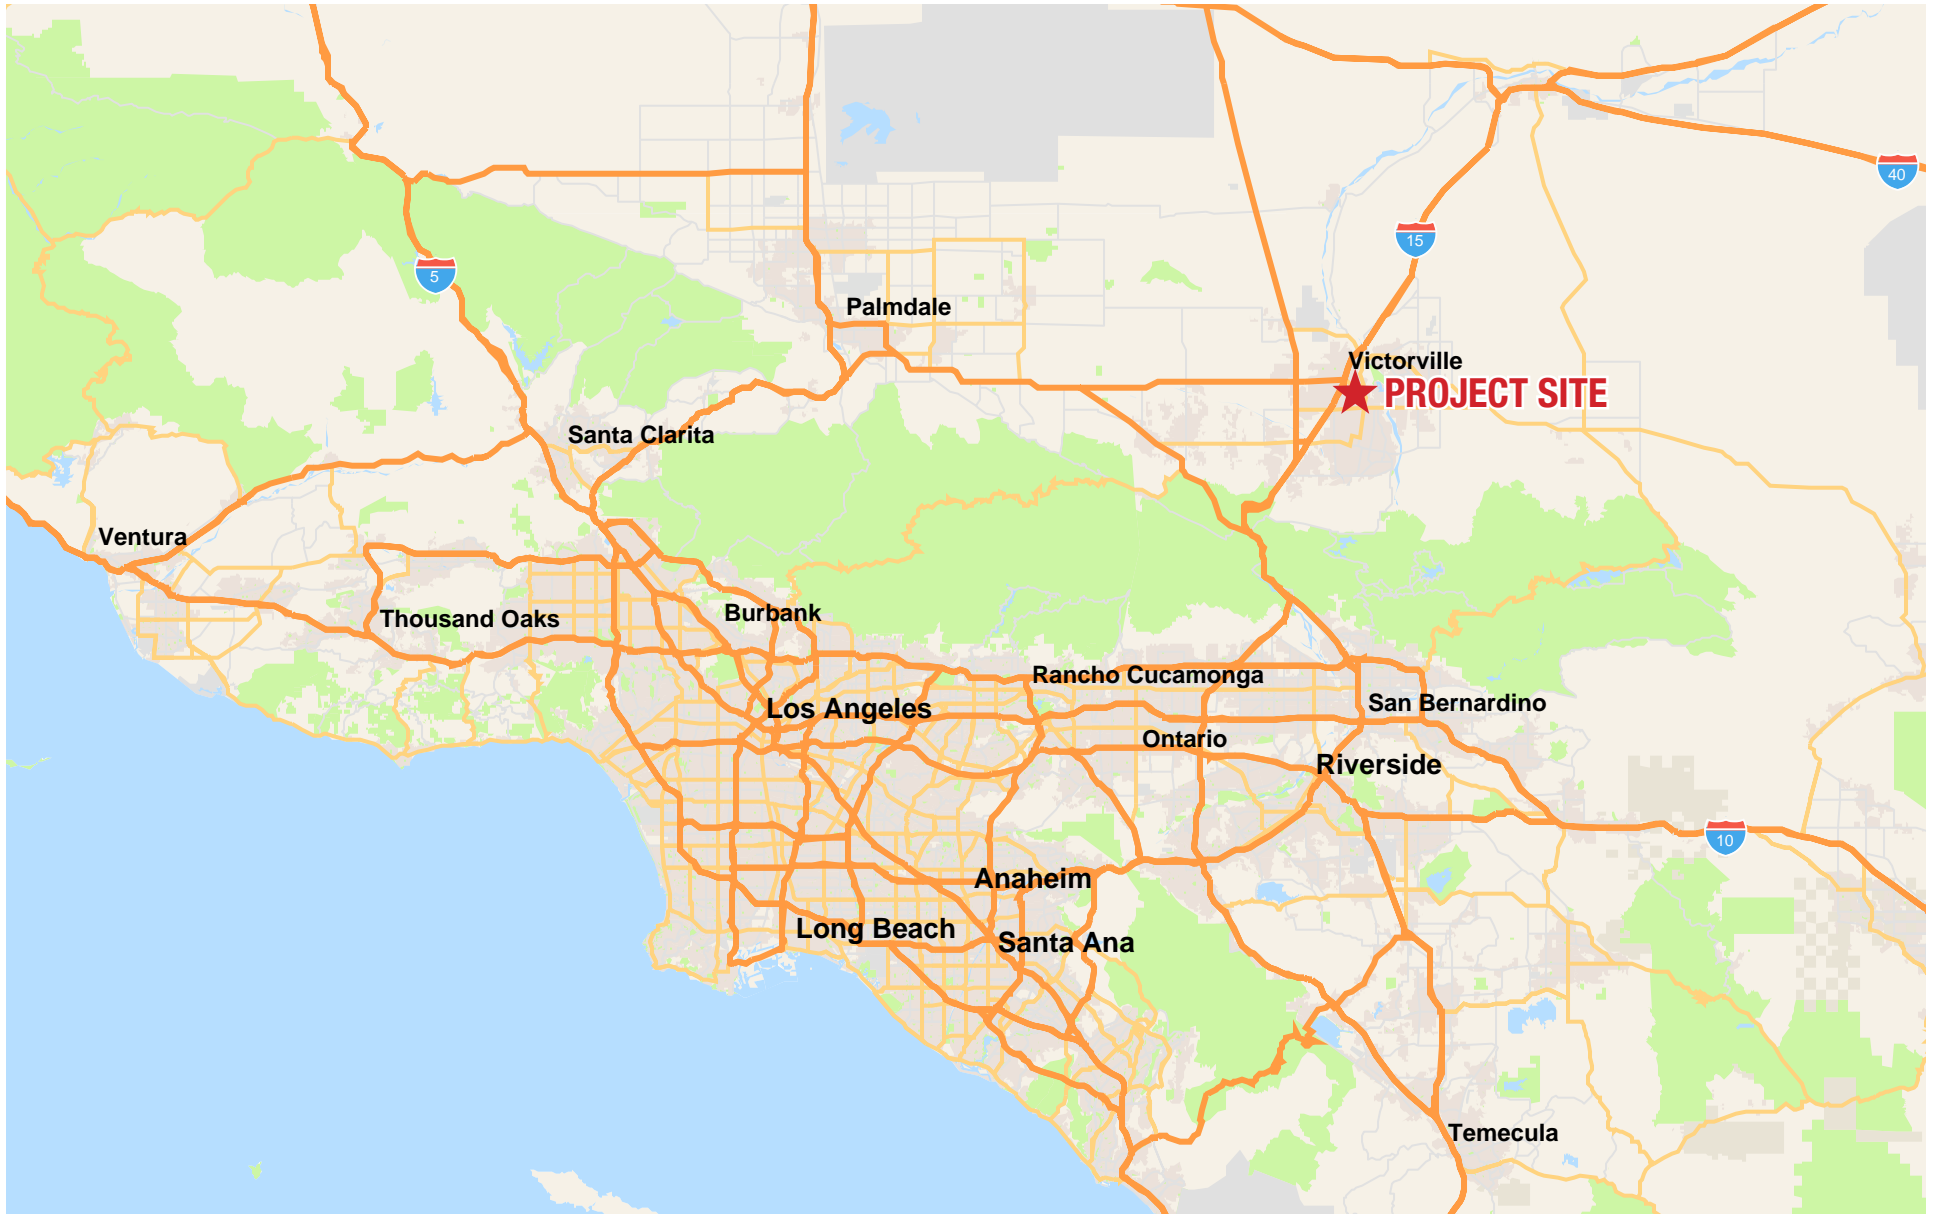 40
15
5
Palmdale
Victorville
PROJECT SITE
Santa Clarita
Ventura
Burbank
Thousand Oaks
Rancho Cucamonga
San Bernardino
Los Angeles
Ontario
Riverside
10
Anaheim
Long Beach
Santa Ana
Temecula